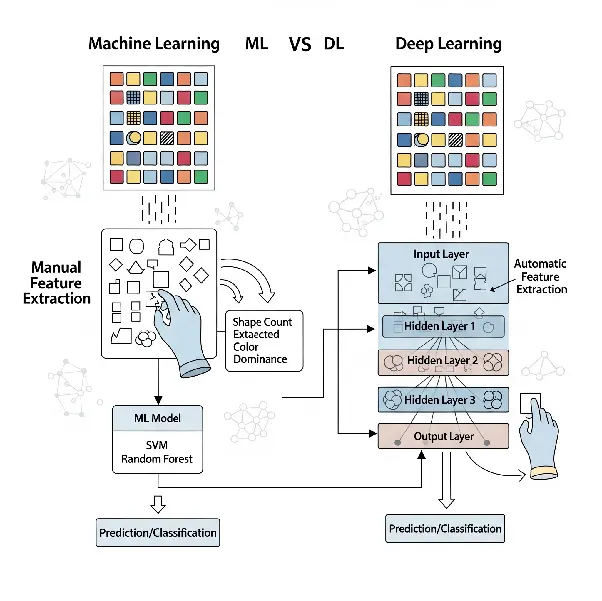 Machine Learning ML VS DL Deep Learning
Manual
Feature
Extraction
Shape Count
Extaected
Color
Dominance
ML Model
SVM
Random Forest
Prediction/Classification
Input Layer
Automatic
Feature
Extraction
Hidden Layer 1
Hidden Layer 2
Hidden Layer 3
Output Layer
Prediction/Classification